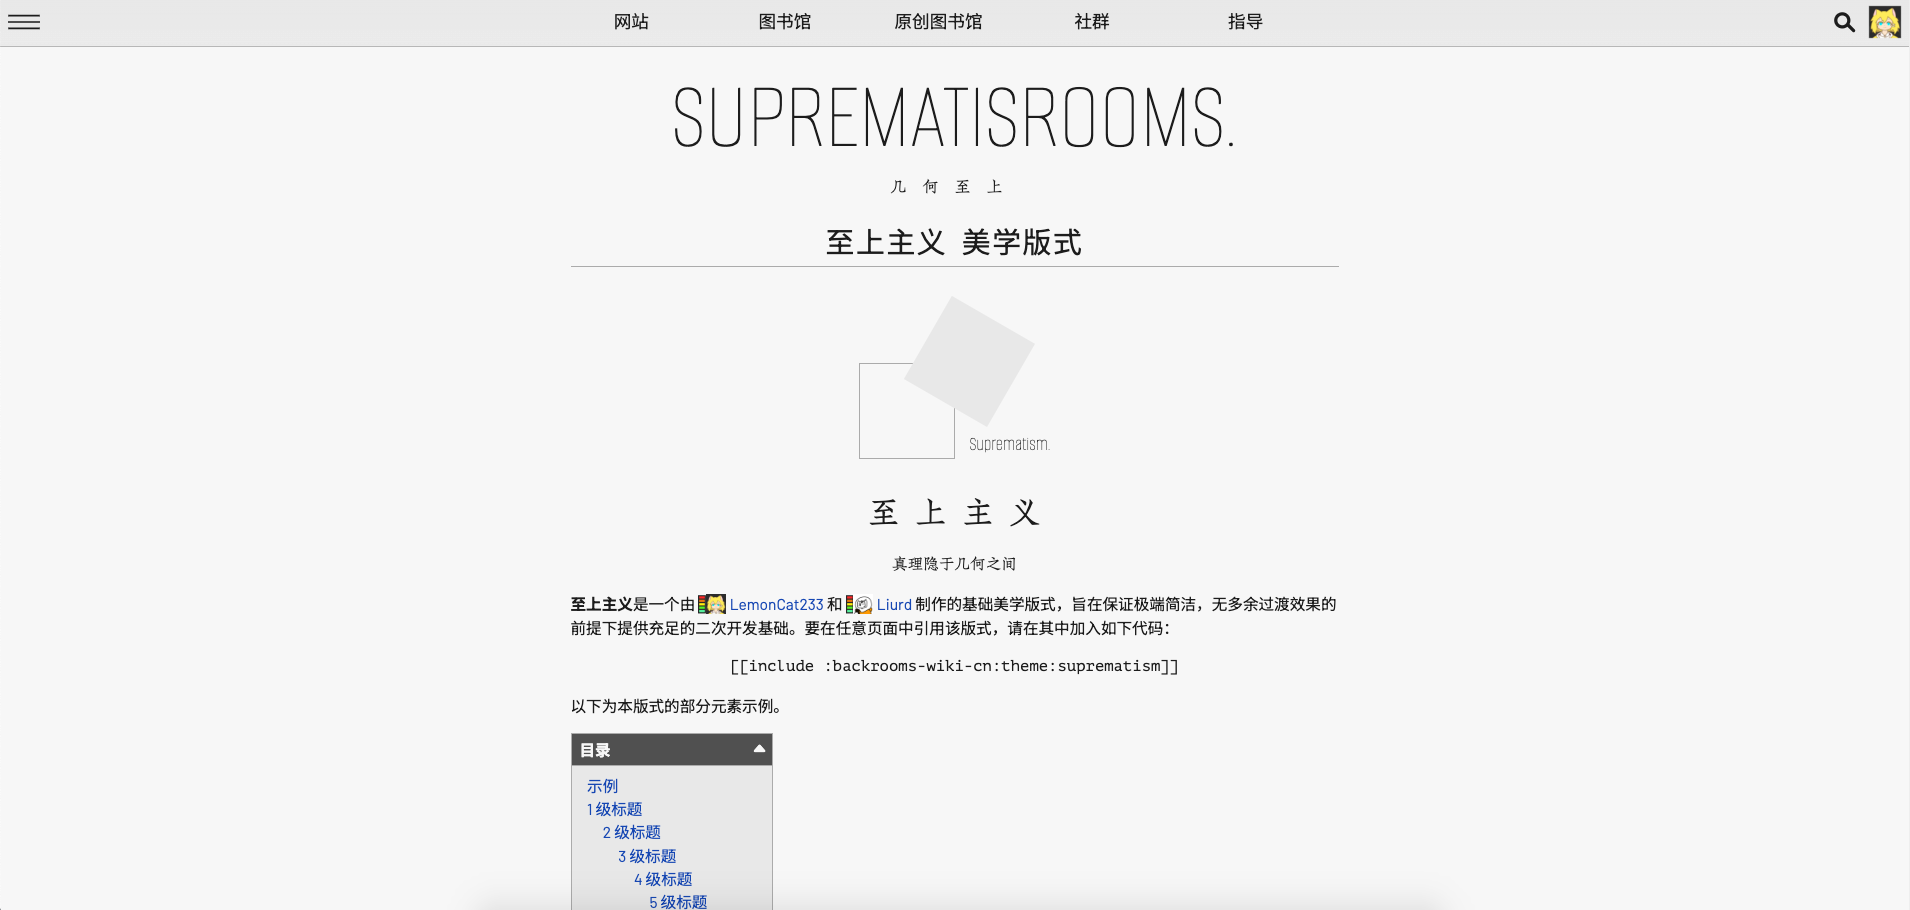 网站 图书馆 原创图书馆 社群 指导
SUPREMATISROOMS.
几何至上
至上主义 美学版式
Suprematism.
至上主义
真理隐于几何之间
至上主义是一个由 LemonCat233 和 Liurd 制作的基础美学版式，旨在保证极端简洁，无多余过渡效果的
前提下提供充足的二次开发基础。要在任意页面中引用该版式，请在其中加入如下代码：
[[include :backrooms-wiki-cn:theme:suprematism]]
以下为本版式的部分元素示例。
目录
示例
1 级标题
2 级标题
3 级标题
4 级标题
5 级标题